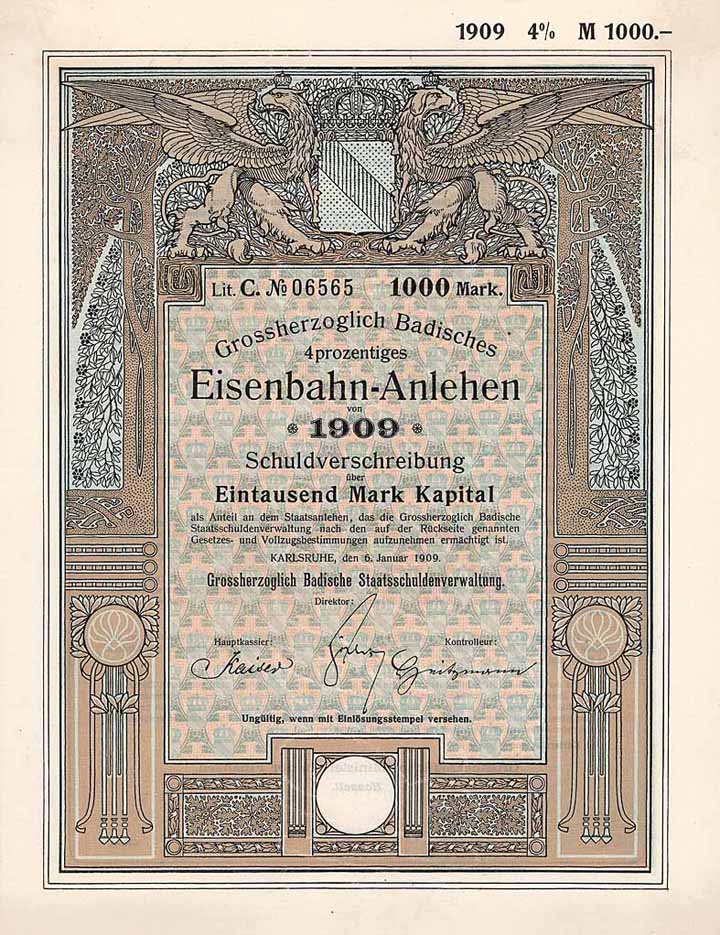 1909 4% M 1000.–
Lit. C. № 06565 1000 Mark.
Grossherzoglich Badisches
4prozentiges
Eisenbahn-Anlehen
von
1909
Schuldverschreibung
über
Eintausend Mark Kapital
als Anteil an dem Staatsanlehen, das die Grossherzoglich Badische
Staatsschuldenverwaltung nach den auf der Rückseite genannten
Gesetzes- und Vollzugsbestimmungen aufzunehmen ermächtigt ist.
KARLSRUHE, den 6. Januar 1909.
Grossherzoglich Badische Staatsschuldenverwaltung.
Direktor:
Hauptkassier: Kontrolleur:
Kaiser
Ungültig, wenn mit Einlösungsstempel versehen.